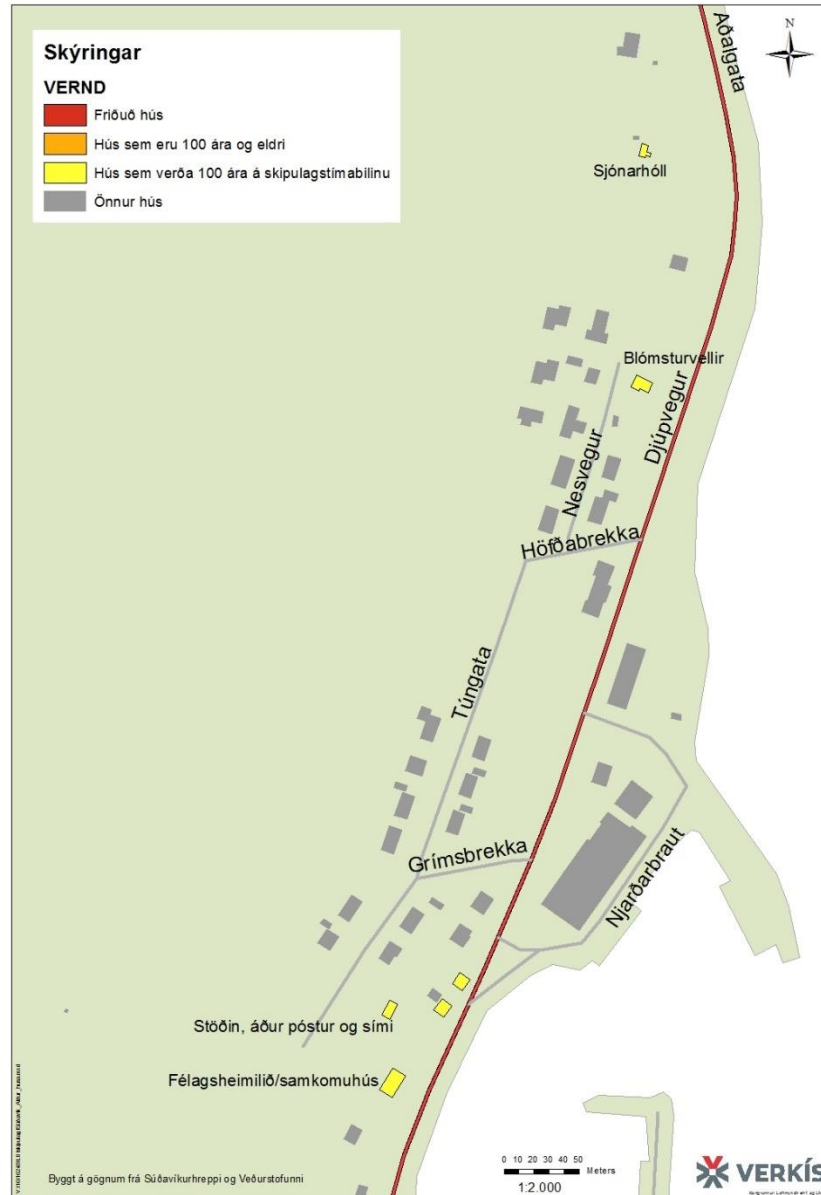 Skýringar
VERND
Friðuð hús
Hús sem eru 100 ára og eldri
Hús sem verða 100 ára á skipulagstímabilinu
Önnur hús
N
Aðalgata
Sjónarhóll
Blómsturvellir
Djúpvegur
Nesvegur
Höfðabrekka
Túngata
Grímsbrekka
Njarðarbraut
Stöðin, áður póstur og sími
Félagsheimilið/samkomuhús
Byggt á gögnum frá Súðavíkurhreppi og Veðurstofunni
0 10 20 30 40 50 Meters
1:2.000
VERKÍS